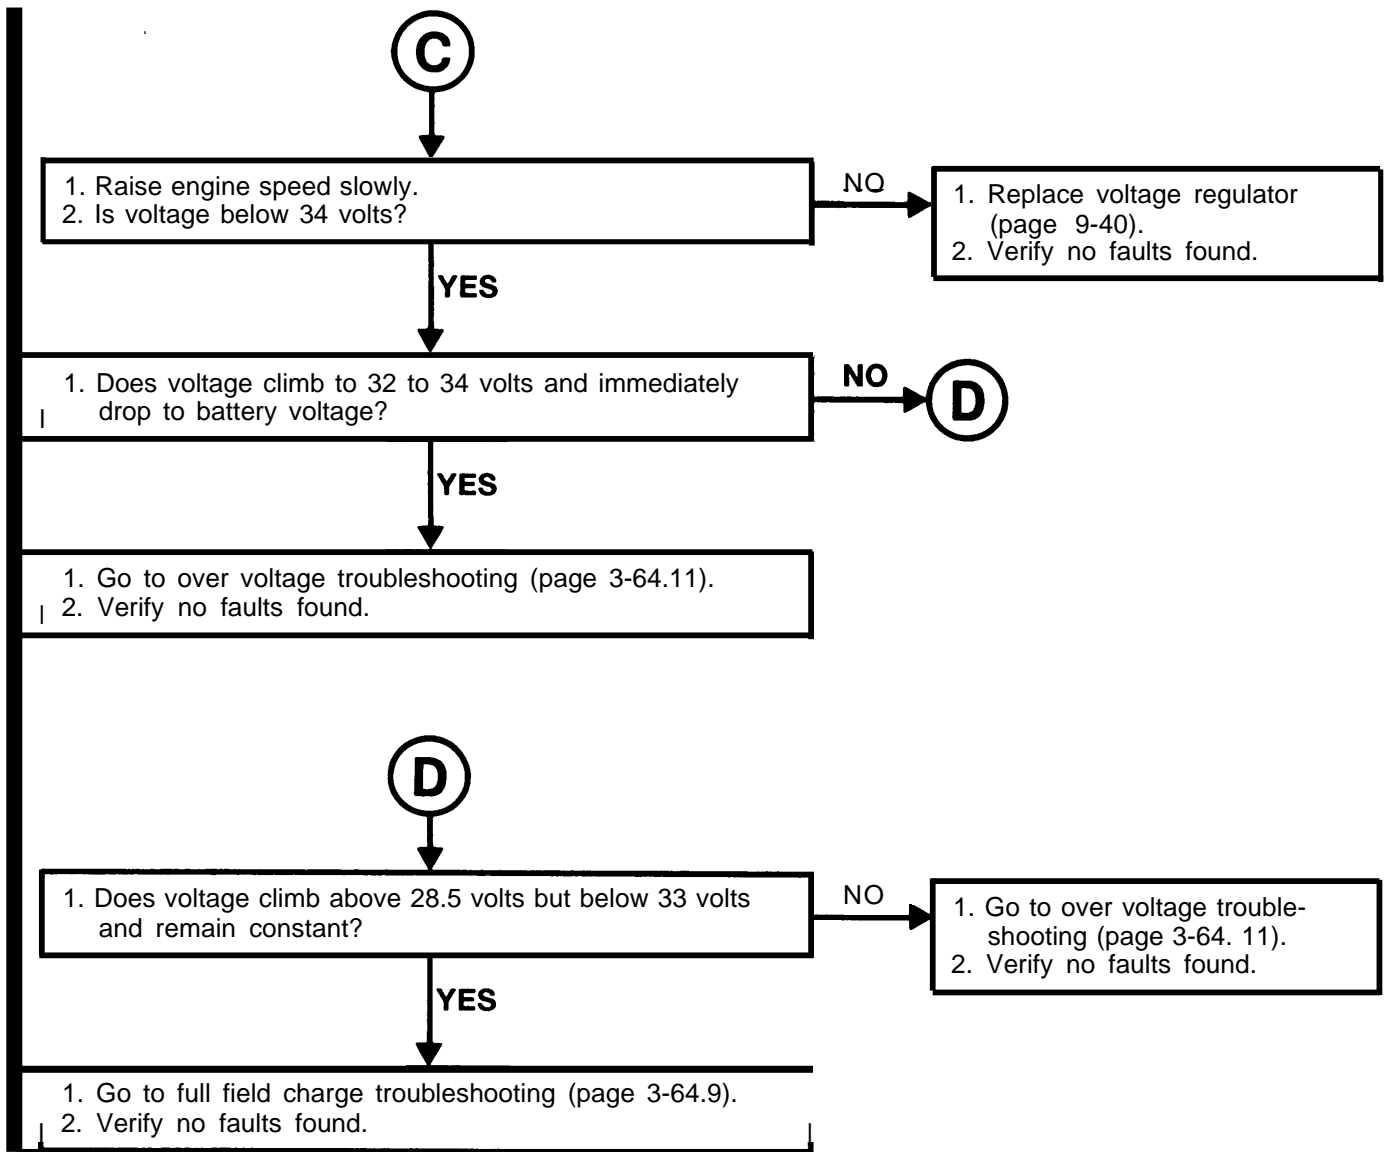 C
1. Raise engine speed slowly.
2. Is voltage below 34 volts?
NO
1. Replace voltage regulator
(page 9-40).
2. Verify no faults found.
YES
1. Does voltage climb to 32 to 34 volts and immediately
drop to battery voltage?
NO
D
YES
1. Go to over voltage troubleshooting (page 3-64.11).
2. Verify no faults found.
D
1. Does voltage climb above 28.5 volts but below 33 volts
and remain constant?
NO
1. Go to over voltage trouble-
shooting (page 3-64. 11).
2. Verify no faults found.
YES
1. Go to full field charge troubleshooting (page 3-64.9).
2. Verify no faults found.